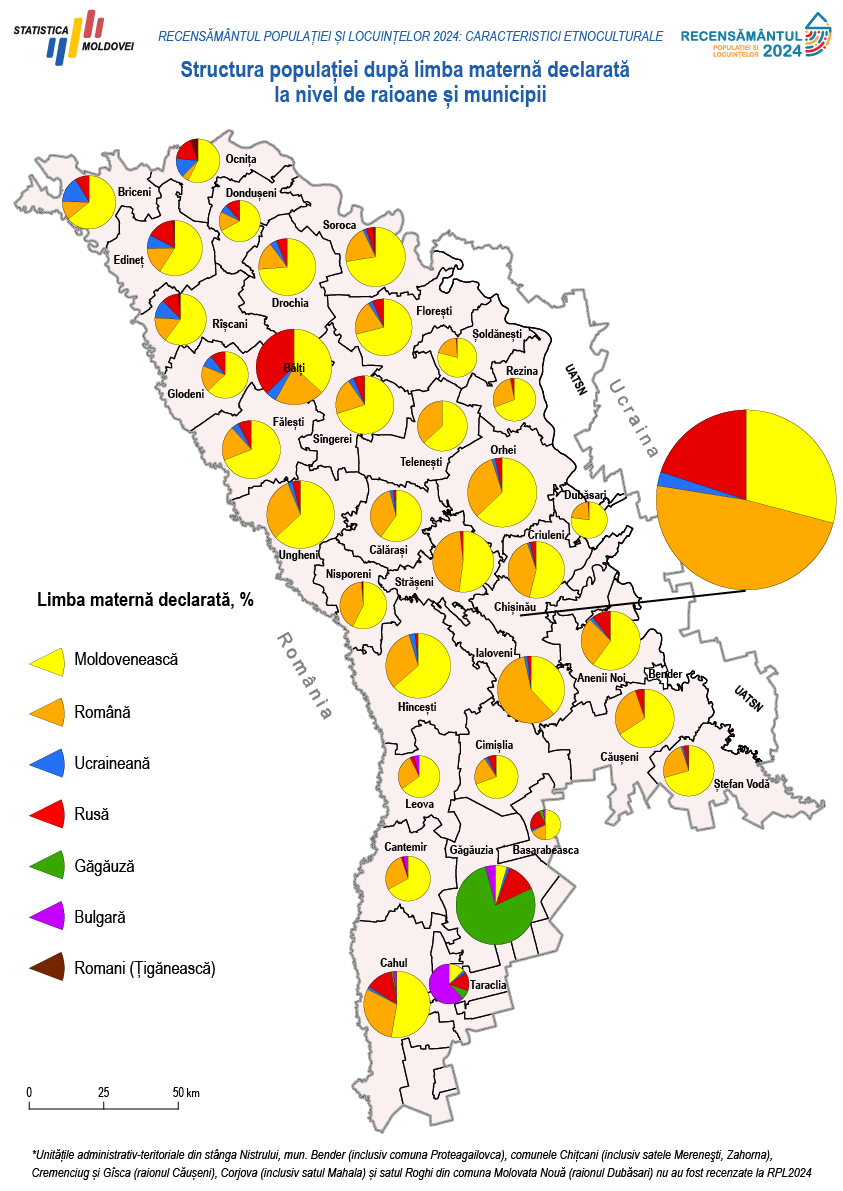 STATISTICA
MOLDOVEI
RECENSĂMÂNTUL POPULAȚIEI ȘI LOCUINȚELOR 2024: CARACTERISTICI ETNOCULTURALE
RECENSĂMÂNTUL
POPULAȚIEI ȘI
LOCUINȚELOR
2024
Structura populației după limba maternă declarată
la nivel de raioane și municipii
Ocnița
Briceni
Dondușeni
Soroca
Edineț
Drochia
Florești
Rîșcani
Șoldănești
Bălți
Rezina
Glodeni
UATSN
Ucraina
Fălești
Sîngerei
Telenești
Orhei
Dubăsari
Ungheni
Călărași
Criuleni
Nisporeni
Strășeni
Chișinău
Limba maternă declarată, %
Moldovenească
Română
Ucraineană
Rusă
Găgăuză
Bulgară
Romani (Țigănească)
România
Ialoveni
Anenii Noi
Bender
UATSN
Hîncești
Cimișlia
Căușeni
Ștefan Vodă
Leova
Cantemir
Găgăuzia
Basarabeasca
Cahul
Taraclia
0 25 50 km
*Unitățile administrativ-teritoriale din stânga Nistrului, mun. Bender (inclusiv comuna Proteagailovca), comunele Chițcani (inclusiv satele Merenești, Zahorna),
Cremenciug și Gîsca (raionul Căușeni), Corjova (inclusiv satul Mahala) și satul Roghi din comuna Molovata Nouă (raionul Dubăsari) nu au fost recenzate la RPL2024